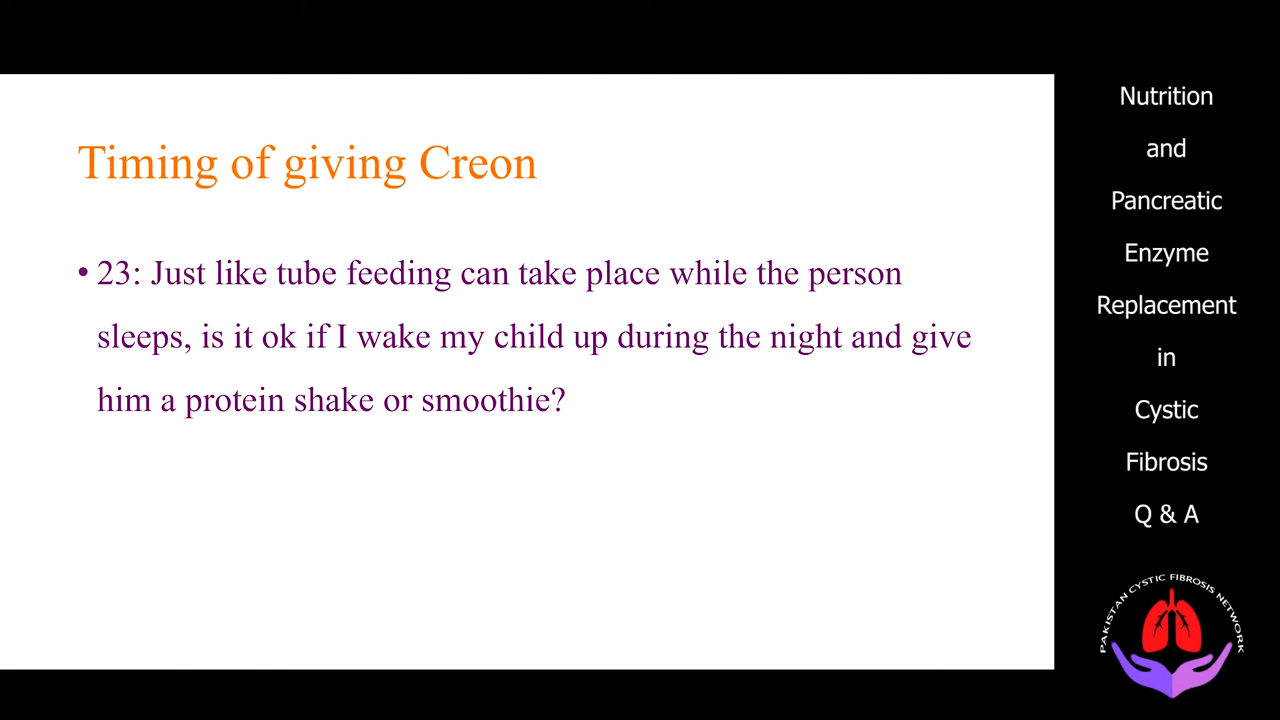 Timing of giving Creon
• 23: Just like tube feeding can take place while the person
sleeps, is it ok if I wake my child up during the night and give
him a protein shake or smoothie?
Nutrition
and
Pancreatic
Enzyme
Replacement
in
Cystic
Fibrosis
Q & A
PAKISTAN CYSTIC FIBROSIS NETWORK